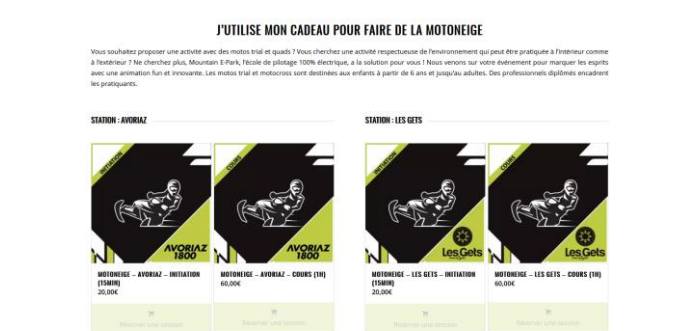 J'UTILISE MON CADEAU POUR FAIRE DE LA MOTONEIGE
Vous souhaitez proposer une activité avec des motos trial et quads ? Vous cherchez une activité respectueuse de l'environnement qui peut être pratiquée à l'intérieur comme
à l'extérieur ? Ne cherchez plus, Mountain E-Park, l'école de pilotage 100% électrique, a la solution pour vous ! Nous venons sur votre événement pour marquer les esprits
avec une animation fun et innovante. Les motos trial et motocross sont destinées aux enfants à partir de 6 ans et jusqu'au adultes. Des professionnels diplômés encadrent
les pratiquants.
STATION : AVORIAZ
STATION : LES GETS
INITIATION
COURS
INITIATION
COURS
AVORIAZ
1800
AVORIAZ
1800
Les Gets
Les Gets
MOTONEIGE – AVORIAZ – INITIATION
(15MIN)
20,00€
MOTONEIGE – AVORIAZ – COURS (1H)
60,00€
MOTONEIGE – LES GETS – INITIATION
(15MIN)
20,00€
MOTONEIGE – LES GETS – COURS (1H)
60,00€
Réserver une session
Réserver une session
Réserver une session
Réserver une session